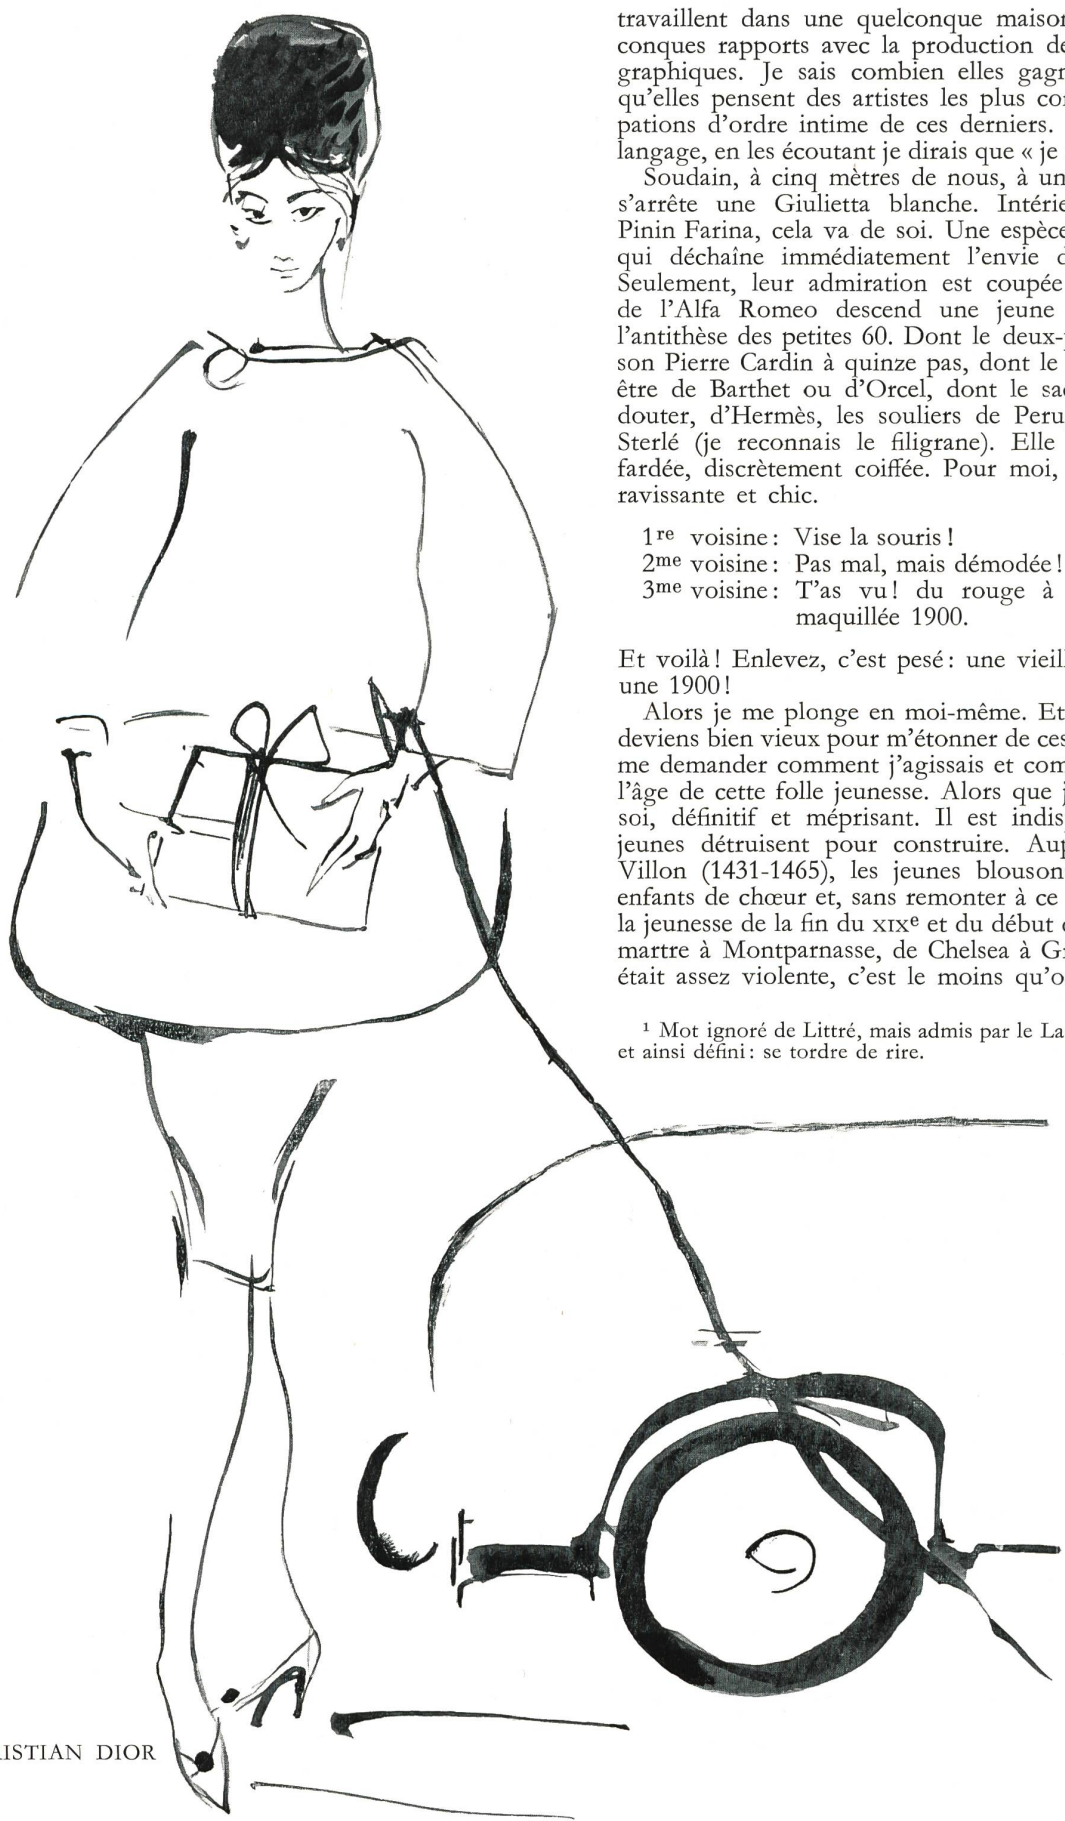 travaillent dans une quelconque maison
conques rapports avec la production de
graphiques. Je sais combien elles gagn
qu'elles pensent des artistes les plus con
pations d'ordre intime de ces derniers.
langage, en les écoutant je dirais que « je
Soudain, à cinq mètres de nous, à un
s'arrête une Giulietta blanche. Intérie
Pinin Farina, cela va de soi. Une espèce
qui déchaîne immédiatement l'envie d
Seulement, leur admiration est coupée
de l'Alfa Romeo descend une jeune
l'antithèse des petites 60. Dont le deux-
son Pierre Cardin à quinze pas, dont le
être de Barthet ou d'Orcel, dont le sac
douter, d'Hermès, les souliers de Peru
Sterlé (je reconnais le filigrane). Elle
fardée, discrètement coiffée. Pour moi,
ravissante et chic.
1re voisine: Vise la souris!
2me voisine: Pas mal, mais démodée!
3me voisine: T'as vu! du rouge à
maquillée 1900.
Et voilà! Enlevez, c'est pesé: une vieill
une 1900!
Alors je me plonge en moi-même. Et
deviens bien vieux pour m'étonner de ces
me demander comment j'agissais et com
l'âge de cette folle jeunesse. Alors que j
soi, définitif et méprisant. Il est indis
jeunes détruisent pour construire. Aup
Villon (1431-1465), les jeunes blouson
enfants de chœur et, sans remonter à ce
la jeunesse de la fin du XIXe et du début d
martre à Montparnasse, de Chelsea à G
était assez violente, c'est le moins qu'o
1 Mot ignoré de Littré, mais admis par le La
et ainsi défini: se tordre de rire.
ISTIAN DIOR